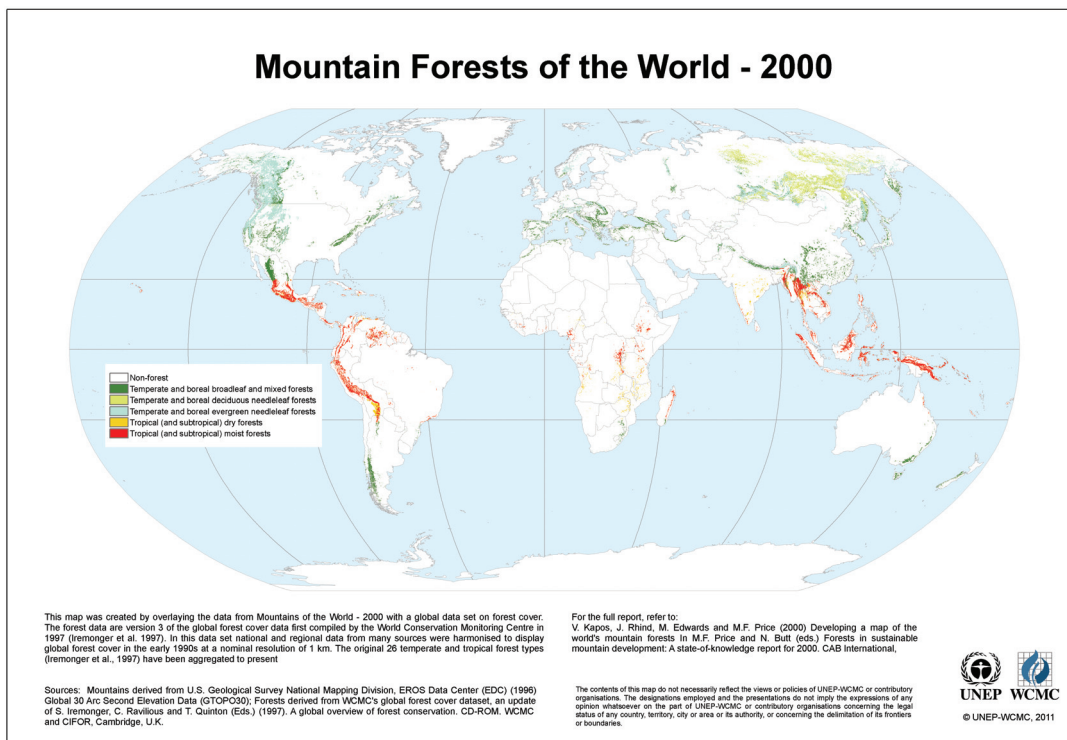 Mountain Forests of the World - 2000
Non-forest
Temperate and boreal broadleaf and mixed forests
Temperate and boreal deciduous needleleaf forests
Temperate and boreal evergreen needleleaf forests
Tropical (and subtropical) dry forests
Tropical (and subtropical) moist forests
This map was created by overlaying the data from Mountains of the World - 2000 with a global data set on forest cover.
The forest data are version 3 of the global forest cover data first compiled by the World Conservation Monitoring Centre in
1997 (Iremonger et al. 1997). In this data set national and regional data from many sources were harmonised to display
global forest cover in the early 1990s at a nominal resolution of 1 km. The original 26 temperate and tropical forest types
(Iremonger et al., 1997) have been aggregated to present
Sources: Mountains derived from U.S. Geological Survey National Mapping Division, EROS Data Center (EDC) (1996)
Global 30 Arc Second Elevation Data (GTOPO30); Forests derived from WCMC's global forest cover dataset, an update
of S. Iremonger, C. Ravilious and T. Quinton (Eds.) (1997). A global overview of forest conservation. CD-ROM. WCMC
and CIFOR, Cambridge, U.K.
For the full report, refer to:
V. Kapos, J. Rhind, M. Edwards and M.F. Price (2000) Developing a map of the
world's mountain forests In M.F. Price and N. Butt (eds.) Forests in sustainable
mountain development: A state-of-knowledge report for 2000. CAB International,
The contents of this map do not necessarily reflect the views or policies of UNEP-WCMC or contributory
organisations. The designations employed and the presentations do not imply the expressions of any
opinion whatsoever on the part of UNEP-WCMC or contributory organisations concerning the legal
status of any country, territory, city or area or its authority, or concerning the delimitation of its frontiers
or boundaries.
UNEP WCMC
© UNEP-WCMC, 2011